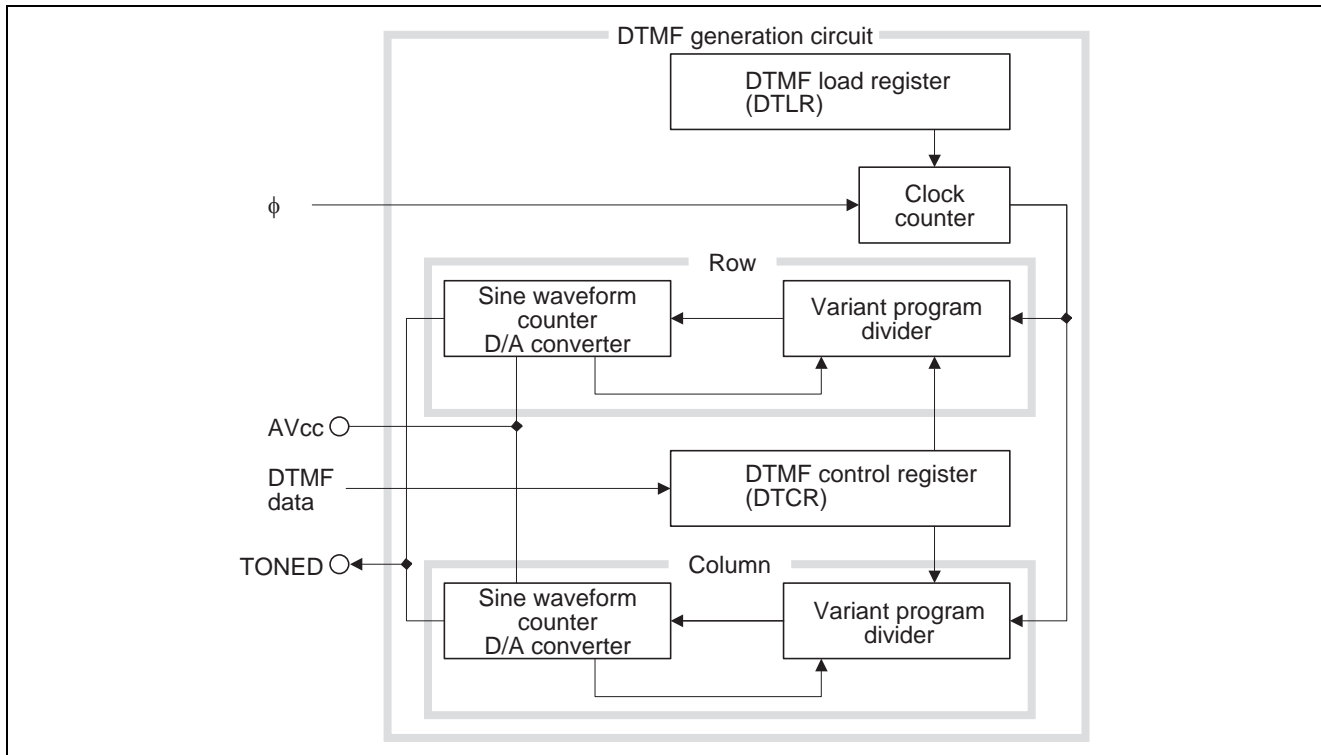 DTMF generation circuit
DTMF load register
(DTLR)
Clock
counter
ϕ
Row
Sine waveform
counter
D/A converter
Variant program
divider
AVcc
DTMF
data
DTMF control register
(DTCR)
TONED
Column
Sine waveform
counter
D/A converter
Variant program
divider